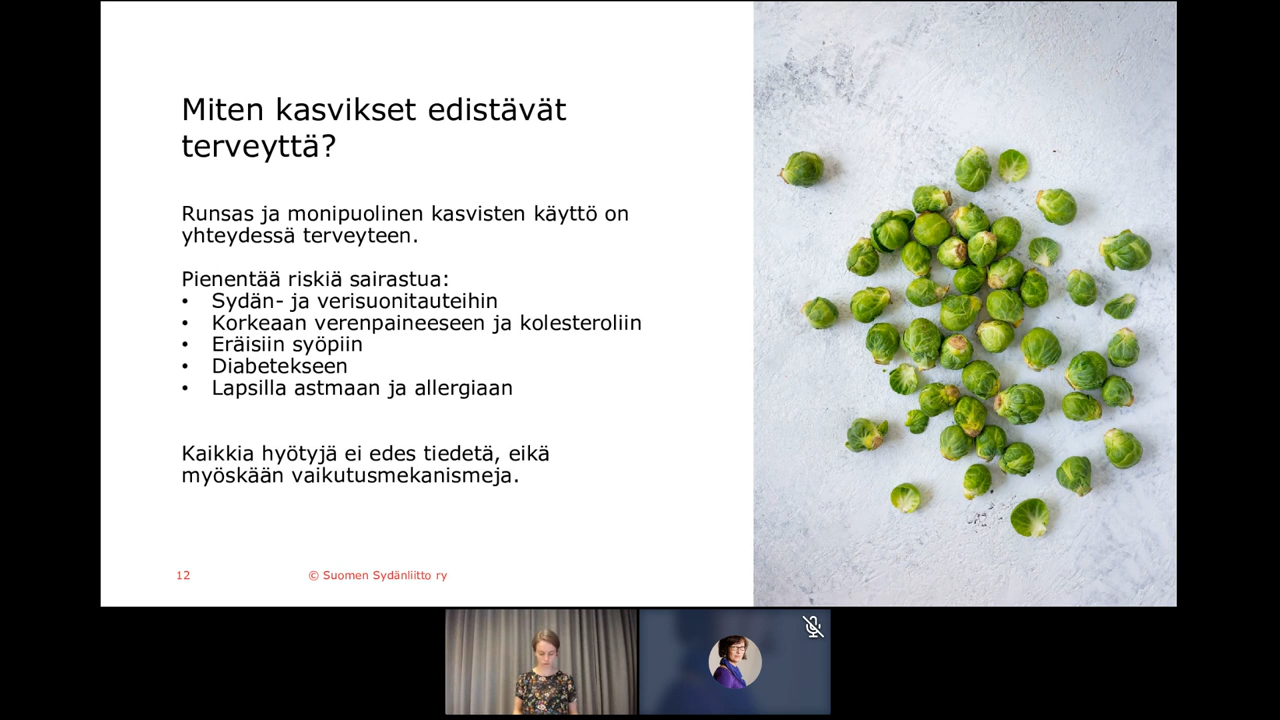 Miten kasvikset edistävät
terveyttä?
Runsas ja monipuolinen kasvisten käyttö on
yhteydessä terveyteen.
Pienentää riskiä sairastua:
• Sydän- ja verisuonitauteihin
• Korkeaan verenpaineeseen ja kolesteroliin
• Eräisiin syöpiin
• Diabetekseen
• Lapsilla astmaan ja allergiaan
Kaikkia hyötyjä ei edes tiedetä, eikä
myöskään vaikutusmekanismeja.
12 © Suomen Sydänliitto ry